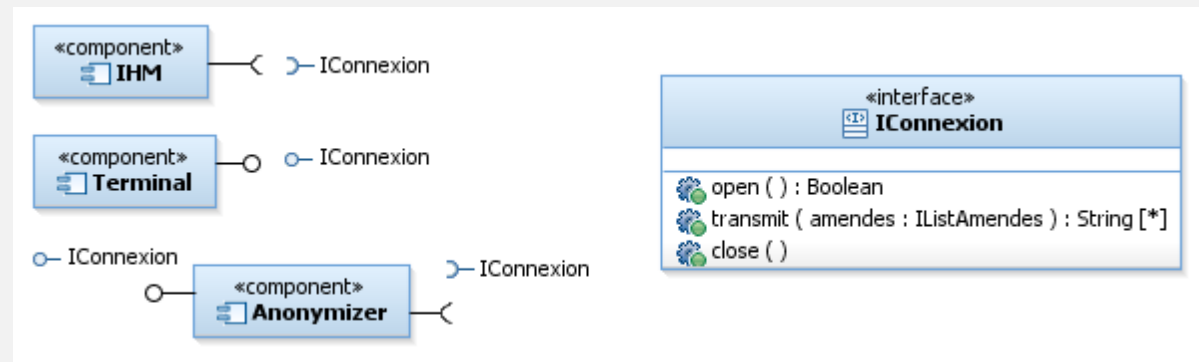 «component»
IHM
IConnexion
«component»
Terminal
IConnexion
IConnexion
«component»
Anonymizer
IConnexion
«interface»
IConnexion
open ( ) : Boolean
transmit ( amendes : IListAmendes ) : String [*]
close ( )